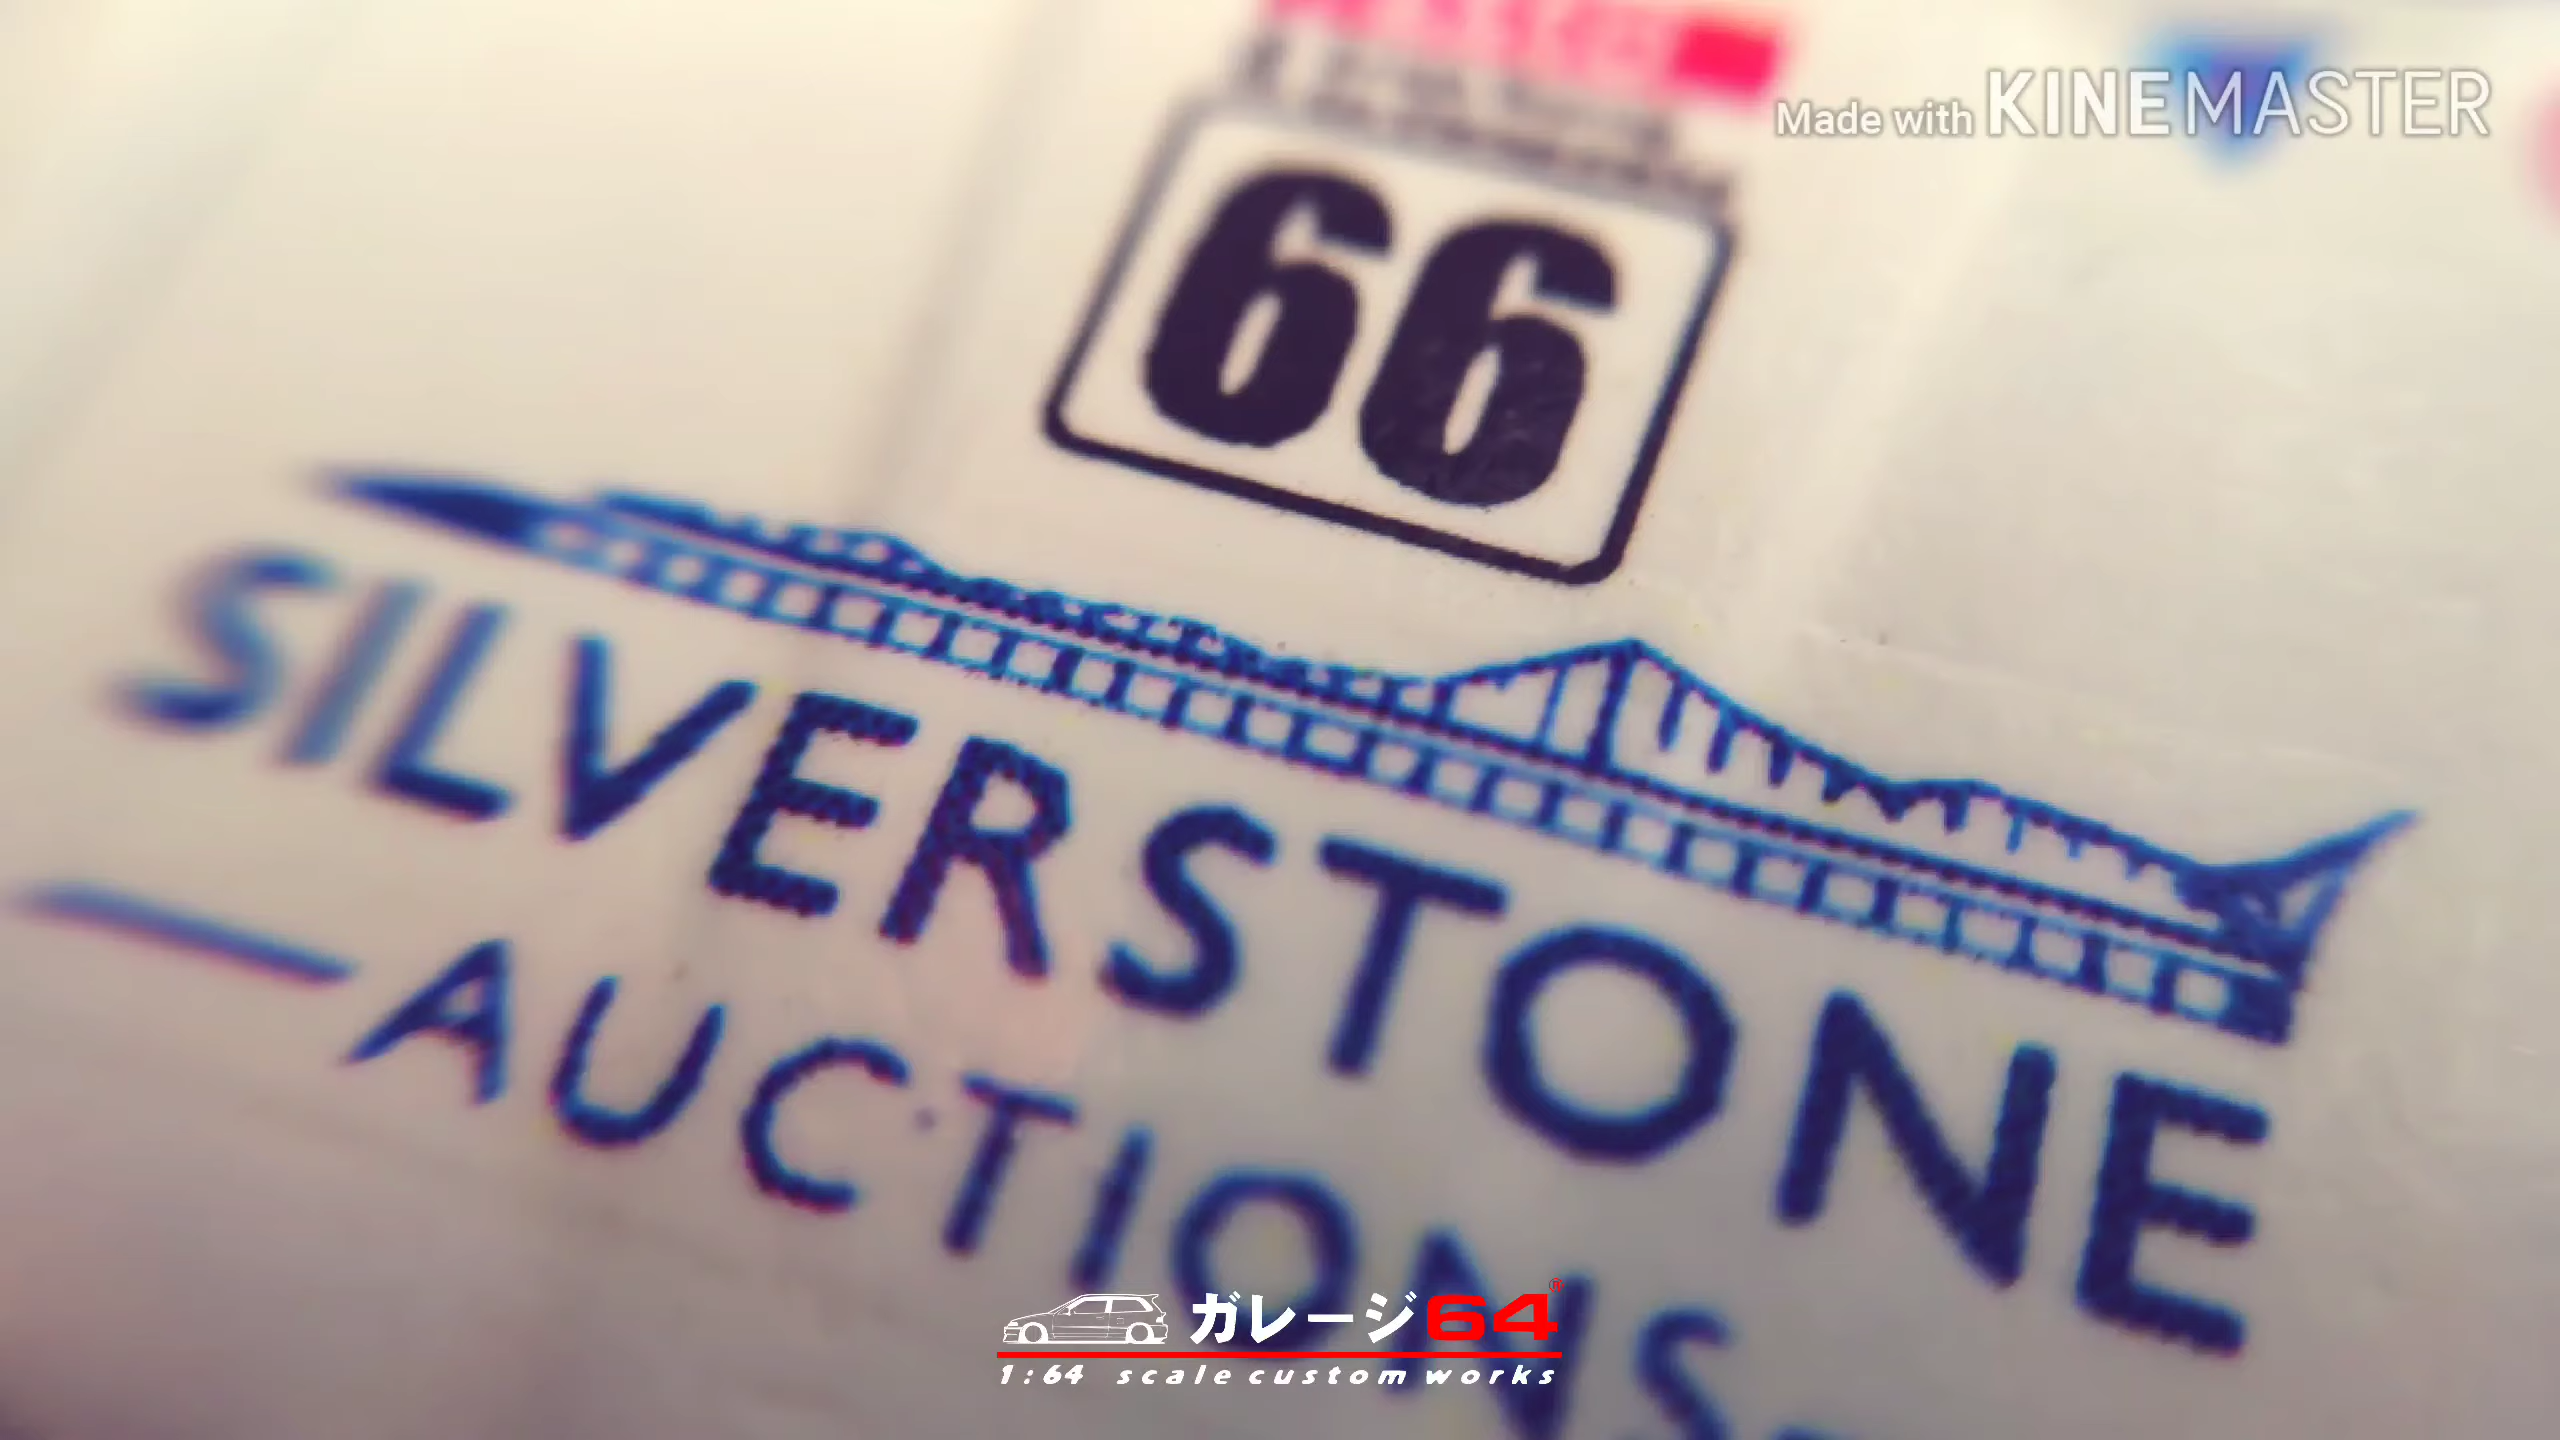 Made with KINEMASTER
66
SILVERSTONE
AUCTIONS
ガレージ64®
1:64 scale custom works